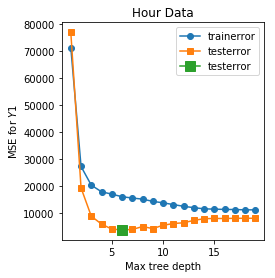 Hour Data
80000
70000
60000
50000
40000
30000
20000
10000
MSE for Y1
trainerror
testerror
testerror
5
10
15
Max tree depth